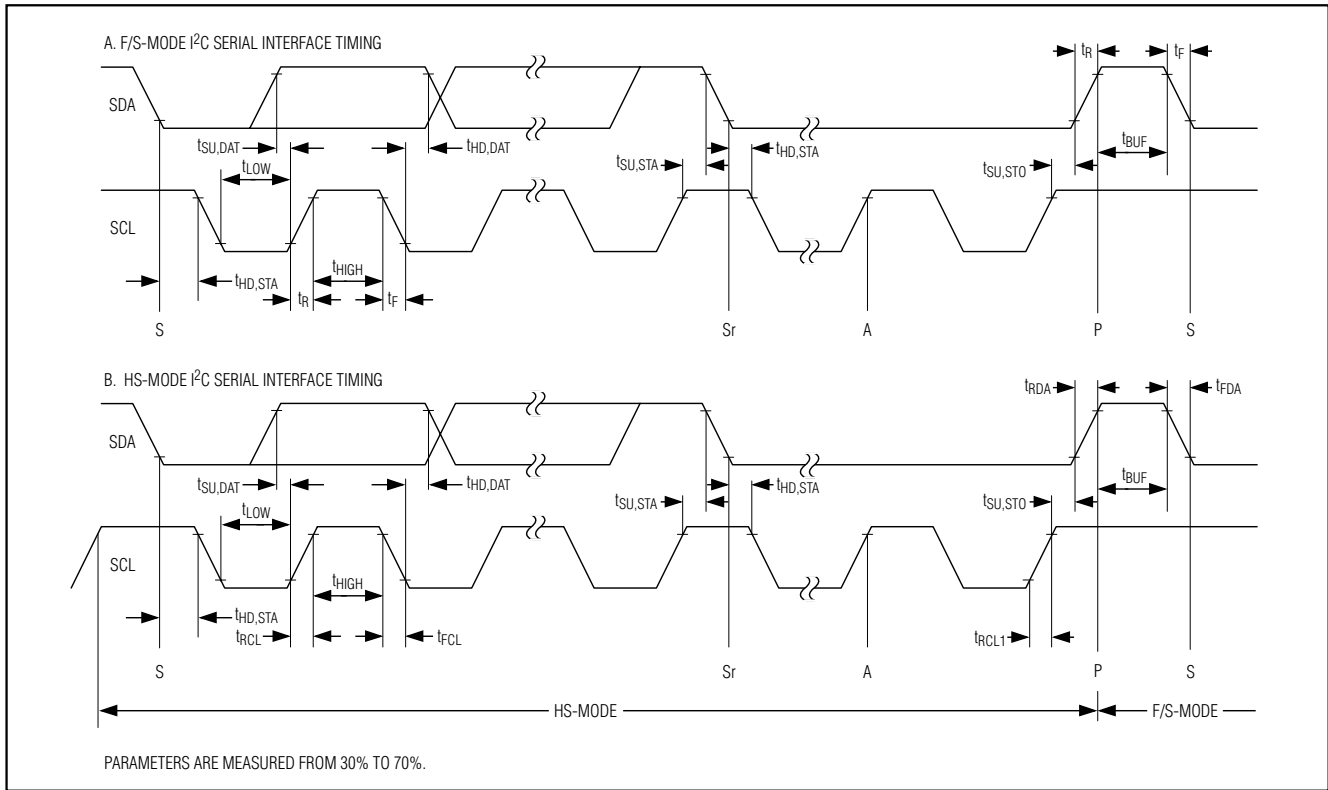 A. F/S-MODE I²C SERIAL INTERFACE TIMING
tR
tF
SDA
tSU,DAT
tHD,DAT
tHD,STA
tBUF
tLOW
tSU,STA
tSU,STO
SCL
tHD,STA
tHIGH
tR
tF
S
Sr
A
P
S
B. HS-MODE I²C SERIAL INTERFACE TIMING
tRDA
tFDA
SDA
tSU,DAT
tHD,DAT
tHD,STA
tBUF
tLOW
tSU,STA
tSU,STO
SCL
tHIGH
tHD,STA
tRCL
tFCL
tRCL1
S
Sr
A
P
S
HS-MODE
F/S-MODE
PARAMETERS ARE MEASURED FROM 30% TO 70%.